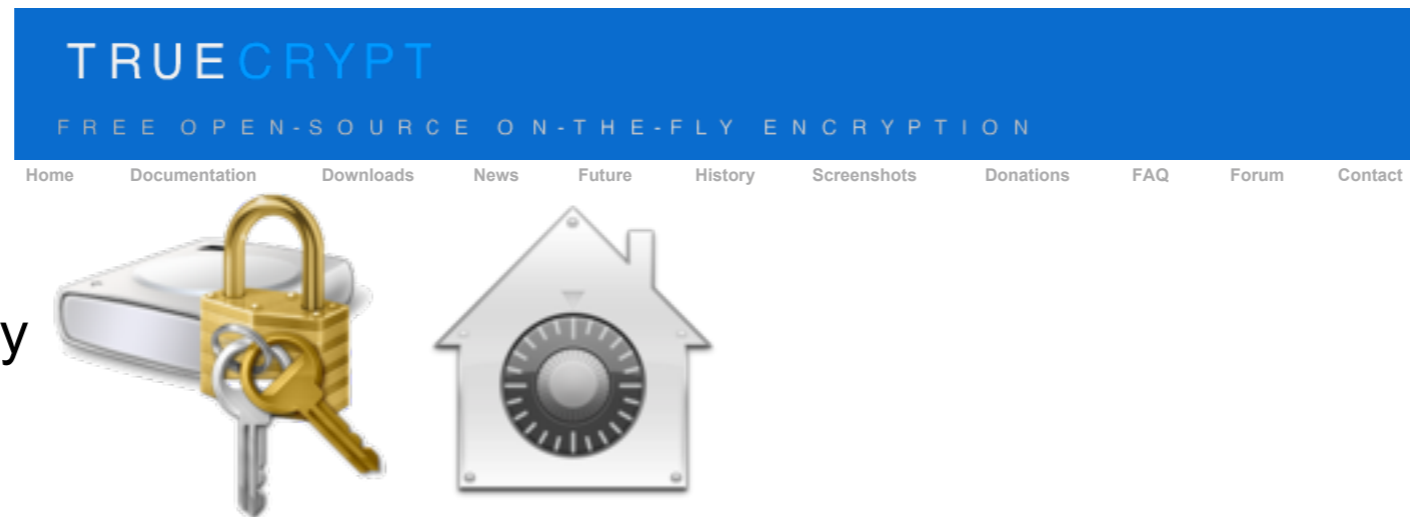 TRUECRYPT
FREE OPEN-SOURCE ON-THE-FLY ENCRYPTION
Home Documentation Downloads News Future History Screenshots Donations FAQ Forum Contact
y